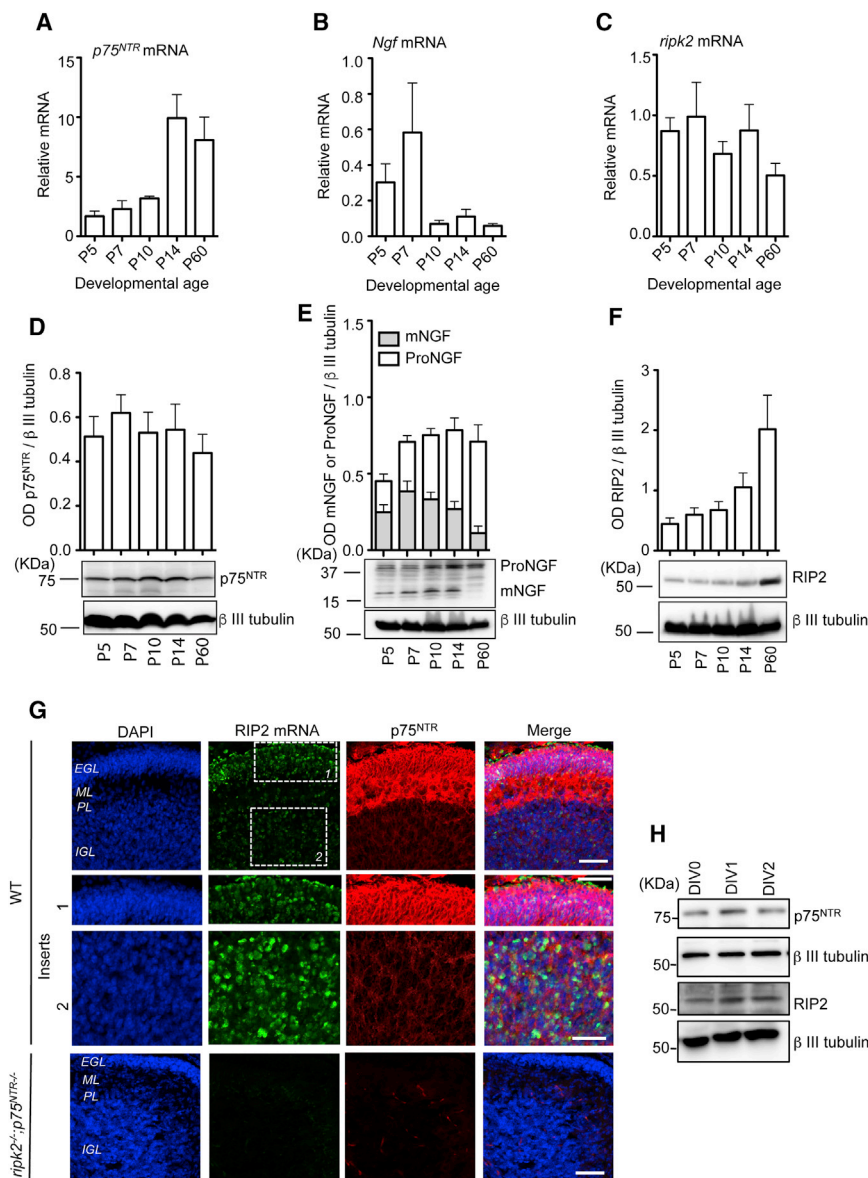 A
p75NTR mRNA
Relative mRNA
15
10
5
0
P5 P7 P10 P14 P60
Developmental age
B
Ngf mRNA
Relative mRNA
1.0
0.8
0.6
0.4
0.2
0.0
P5 P7 P10 P14 P60
Developmental age
C
ripk2 mRNA
Relative mRNA
1.5
1.0
0.5
0.0
P5 P7 P10 P14 P60
Developmental age
D
OD p75NTR / β III tubulin
0.8
0.6
0.4
0.2
0.0
(KDa)
75
p75NTR
50
β III tubulin
P5 P7 P10 P14 P60
E
OD mNGF or ProNGF / β III tubulin
1.5
1.0
0.5
0.0
mNGF
ProNGF
(KDa)
37
ProNGF
mNGF
15
50
β III tubulin
P5 P7 P10 P14 P60
F
OD RIP2 / β III tubulin
3
2
1
0
(KDa)
50
RIP2
50
β III tubulin
P5 P7 P10 P14 P60
G
DAPI RIP2 mRNA p75NTR Merge
WT
EGL
ML
PL
IGL
1
2
Inserts
1
2
ripk2-/-;p75NTR-/-
EGL
ML
PL
IGL
H
(KDa) DIV0 DIV1 DIV2
75
p75NTR
50
β III tubulin
50
RIP2
50
β III tubulin